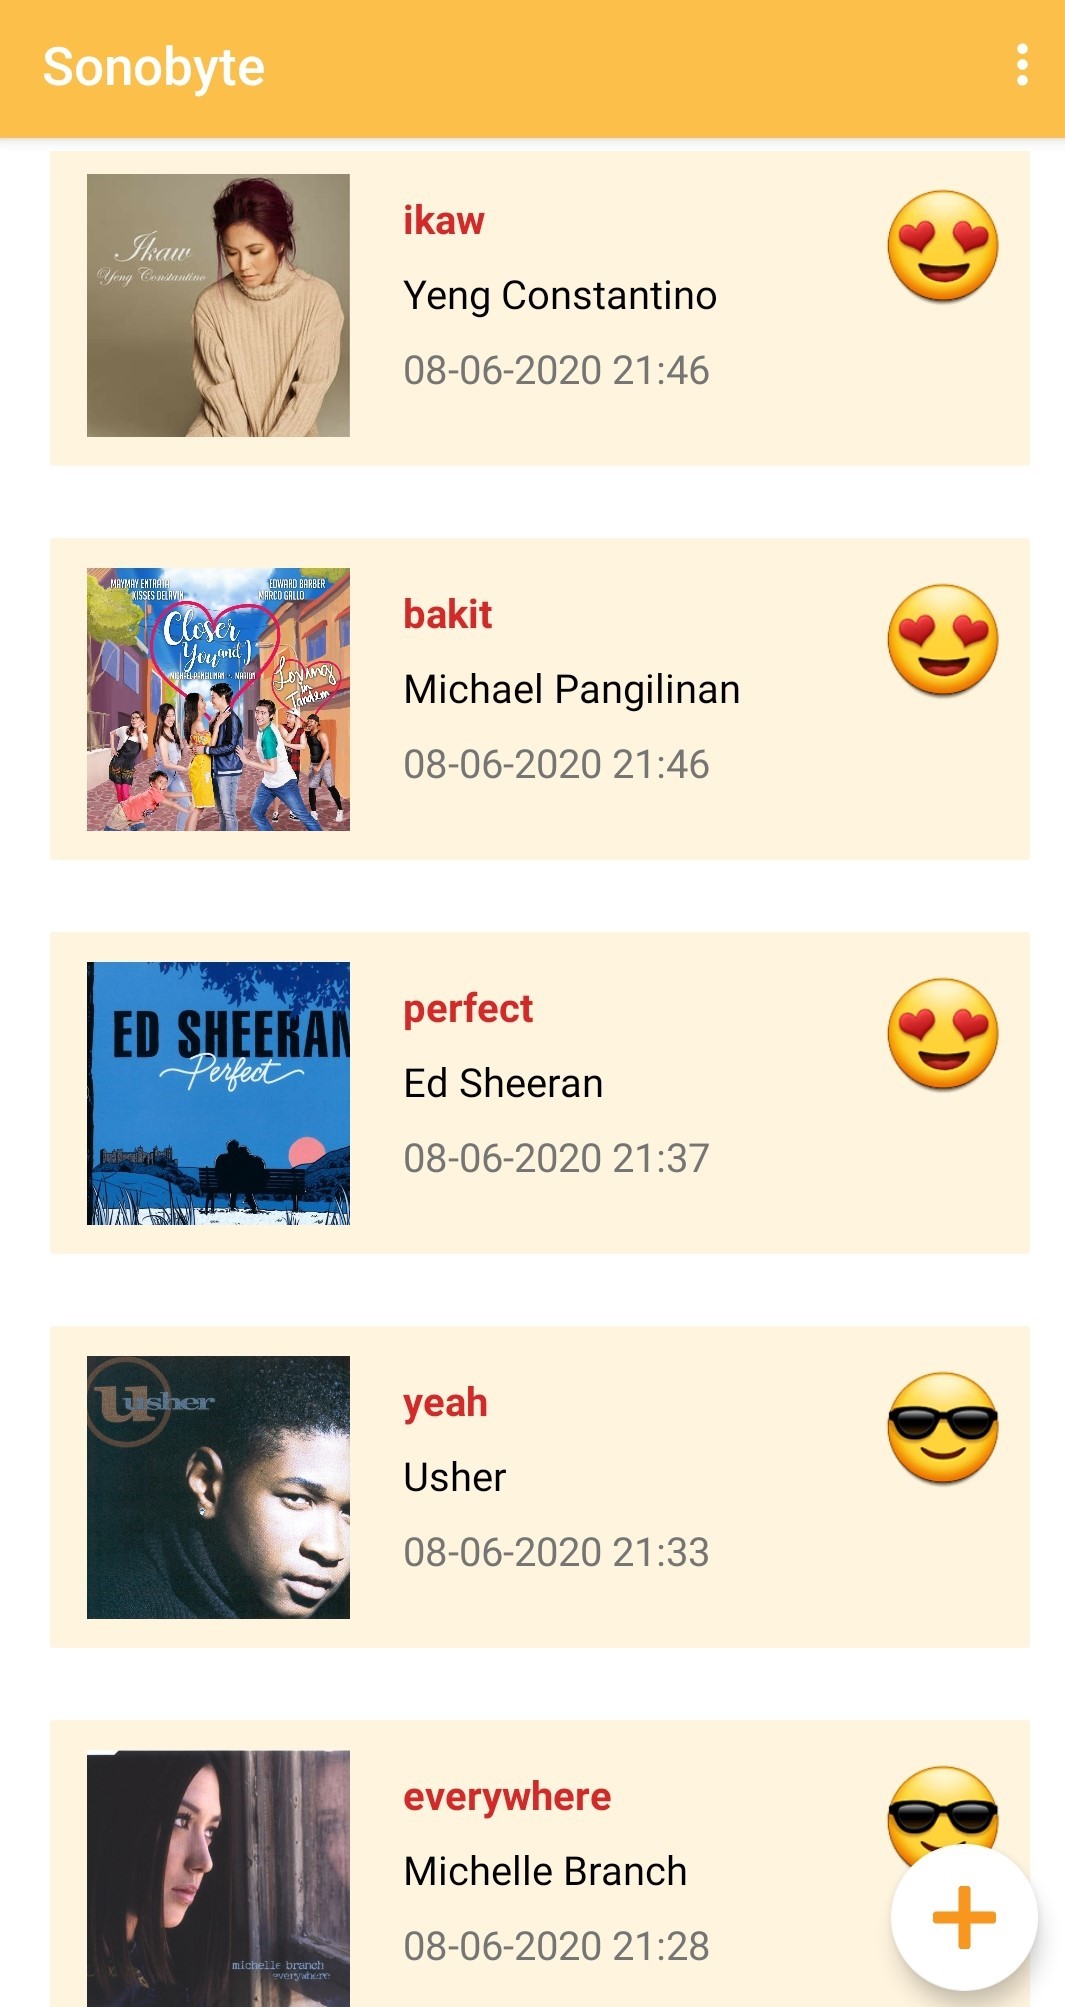 Sonobyte
Ikaw
Yeng Constantino
ikaw
Yeng Constantino
08-06-2020 21:46
MAYMAY ENTRATA
KISSES DELAVIN
EDWARD BARBER
MARCO GALLO
Closer
You and I
MICHAEL PANGILINAN - MARION
Loving
in
Tandem
bakit
Michael Pangilinan
08-06-2020 21:46
ED SHEERAN
Perfect
perfect
Ed Sheeran
08-06-2020 21:37
u usher
yeah
Usher
08-06-2020 21:33
michelle branch
everywhere
everywhere
Michelle Branch
08-06-2020 21:28